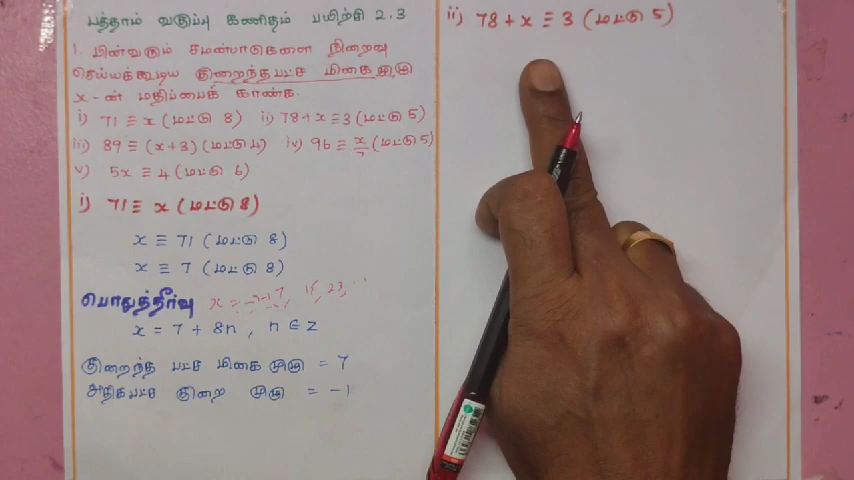 பத்தாம் வகுப்பு கணிதம் பயிற்சி 2.3
1. பின்வரும் சமன்பாடுகளை நிறைவு
செய்யக்கூடிய குறைந்தபட்ச மிகை முழு
x-ன் மதிப்பைக் காண்க.
i) 71 ≡ x (மட்டு 8) ii) 78+x ≡ 3 (மட்டு 5)
iii) 89 ≡ (x+3) (மட்டு 4) iv) 96 ≡ x/7 (மட்டு 5)
v) 5x ≡ 4 (மட்டு 6)
i) 71 ≡ x (மட்டு 8)
x ≡ 71 (மட்டு 8)
x ≡ 7 (மட்டு 8)
பொதுத்தீர்வு x = 7, 15, 23, ..
x = 7 + 8n , n ∈ z
குறைந்த பட்ச மிகை முழு = 7
அதிகபட்ச குறை முழு = -1
ii) 78 + x ≡ 3 (மட்டு 5)